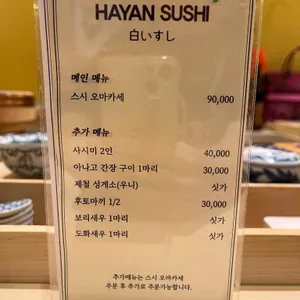 HAYAN SUSHI
白いすし
메인 메뉴
스시 오마카세 90,000
추가 메뉴
사시미 2인 40,000
아나고 간장 구이 1마리 30,000
제철 성게소(우니) 싯가
후토마끼 1/2 30,000
보리새우 1마리 싯가
도화새우 1마리 싯가
추가메뉴는 스시 오마카세
주문 후 추가로 주문가능합니다.